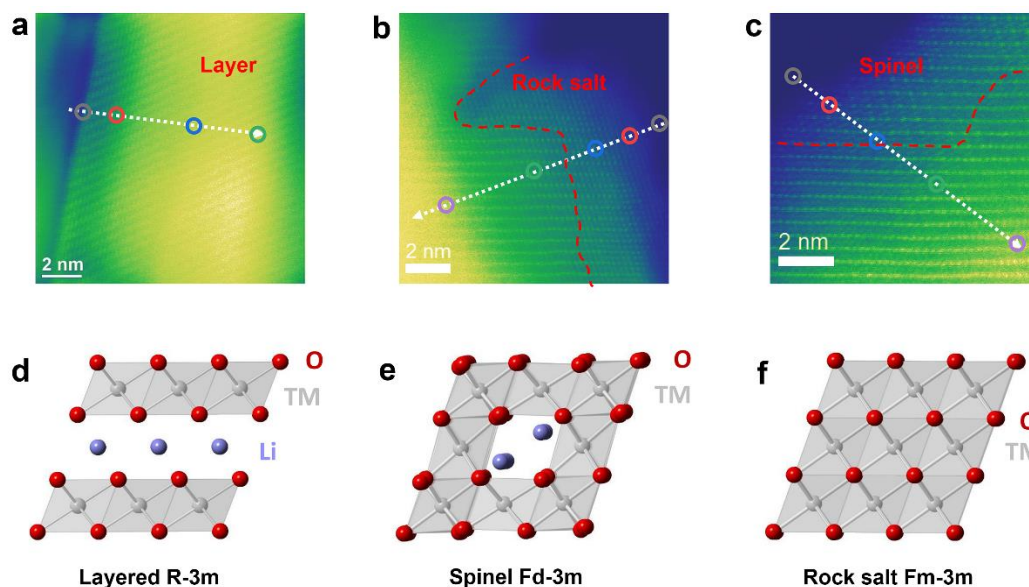 a
Layer
2 nm
b
Rock salt
2 nm
c
Spinel
2 nm
d
O
TM
Li
Layered R-3m
e
O
TM
Spinel Fd-3m
f
O
TM
Rock salt Fm-3m